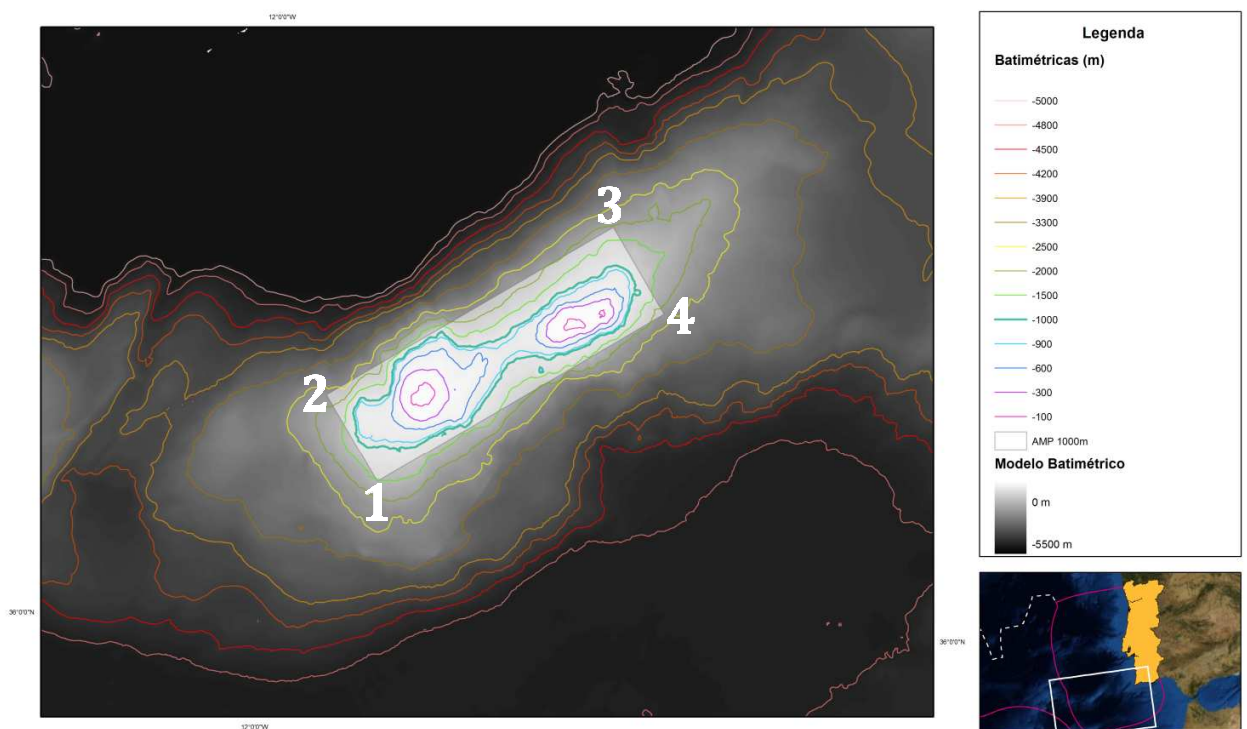 12°0'0"W
3
4
2
1
36°0'0"N
12°0'0"W
Legenda
Batimétricas (m)
-5000
-4800
-4500
-4200
-3900
-3300
-2500
-2000
-1500
-1000
-900
-600
-300
-100
AMP 1000m
Modelo Batimétrico
0 m
-5500 m
36°0'0"N